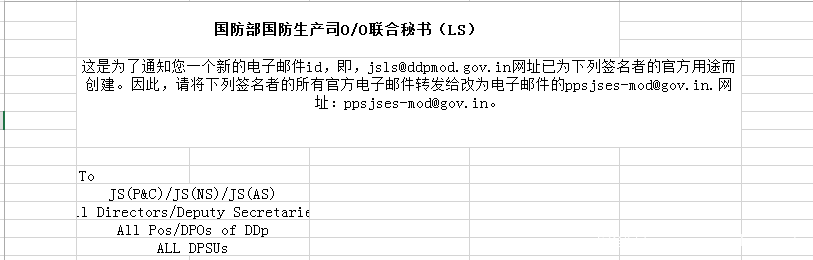 国防部国防生产司O/O联合秘书（LS）
这是为了通知您一个新的电子邮件id，即，jsls@ddpmod.gov.in网址已为下列签名者的官方用途而
创建。因此，请将下列签名者的所有官方电子邮件转发给改为电子邮件的ppsjses-mod@gov.in.网
址：ppsjses-mod@gov.in。
To
JS(P&C)/JS(NS)/JS(AS)
ll Directors/Deputy Secretarie
All Pos/DPOs of DDp
ALL DPSUs